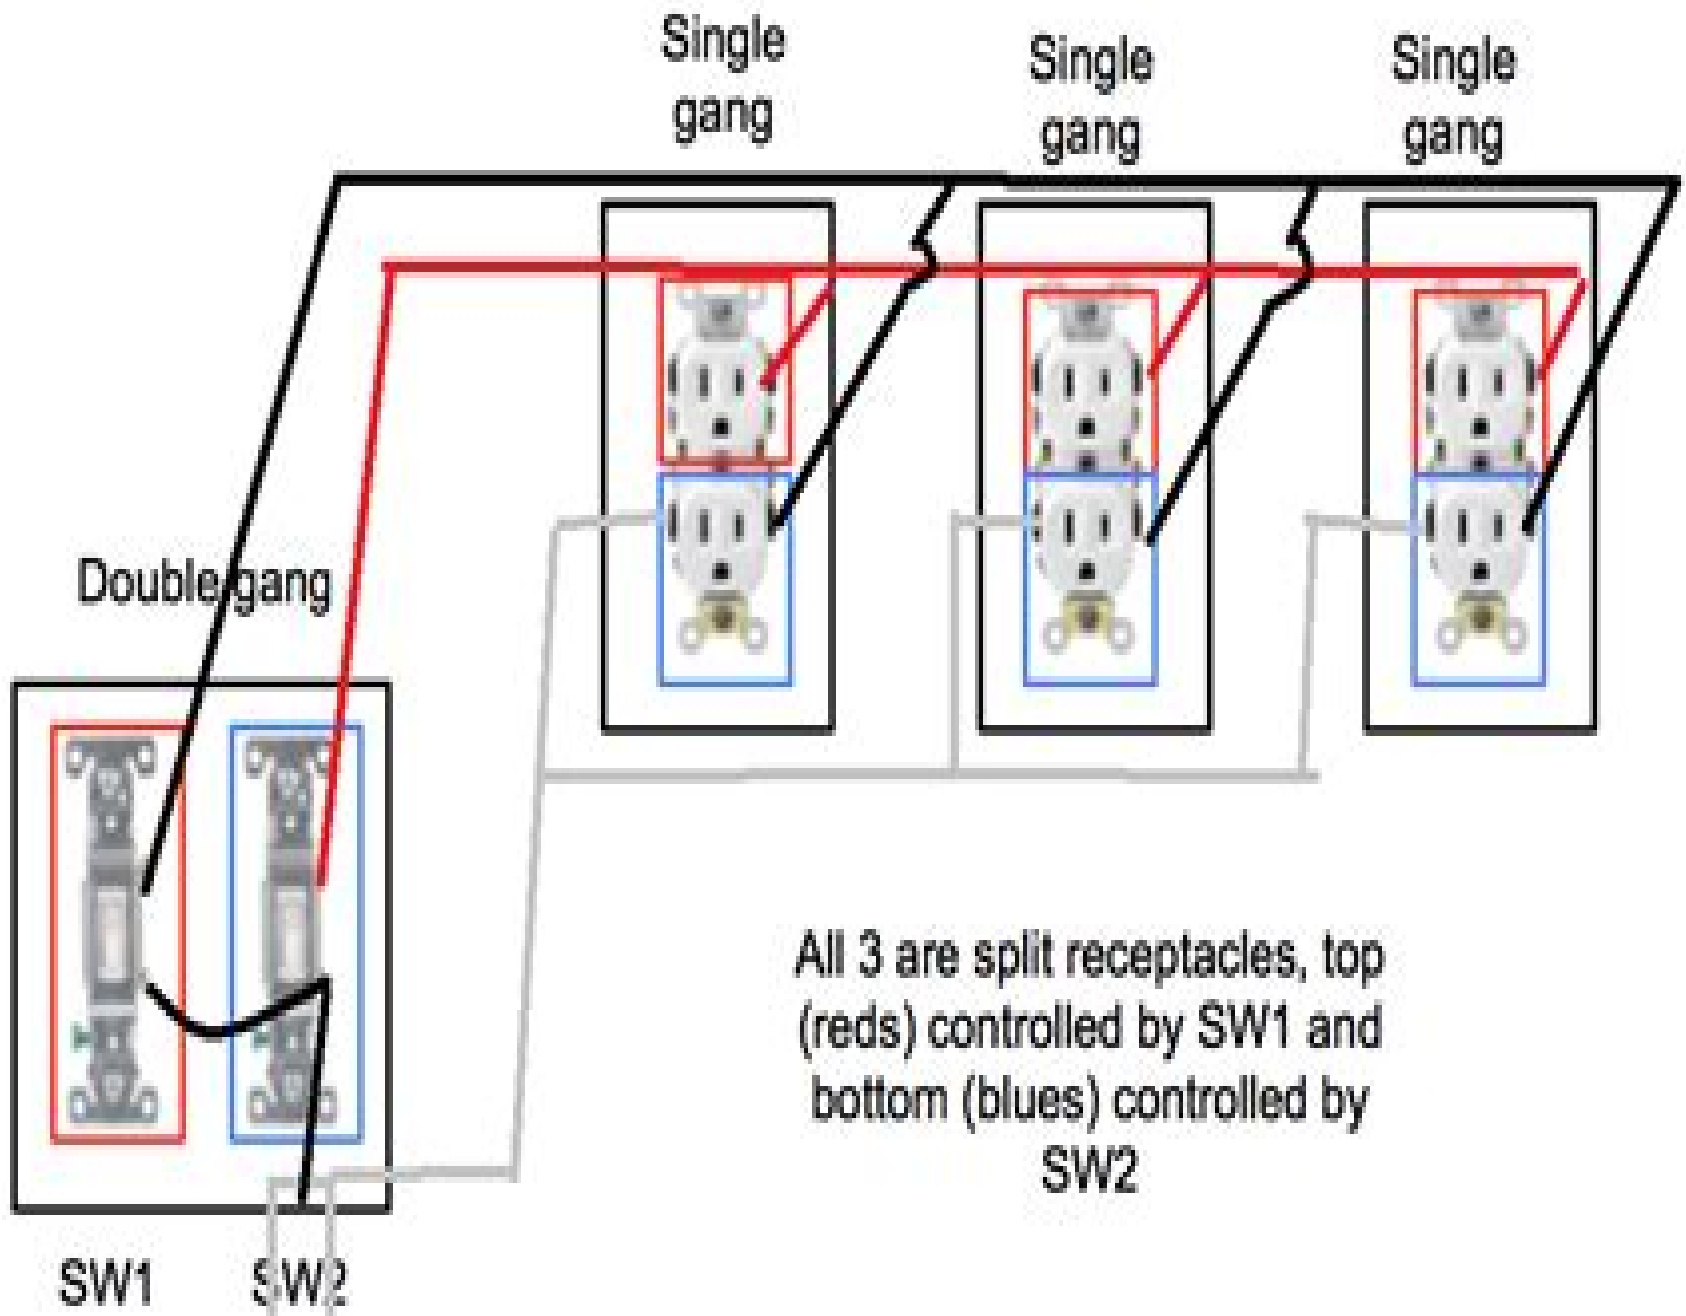 Single
gang
Single
gang
Single
gang
Double gang
All 3 are split receptacles, top
(reds) controlled by SW1 and
bottom (blues) controlled by
SW2
SW1
SW2